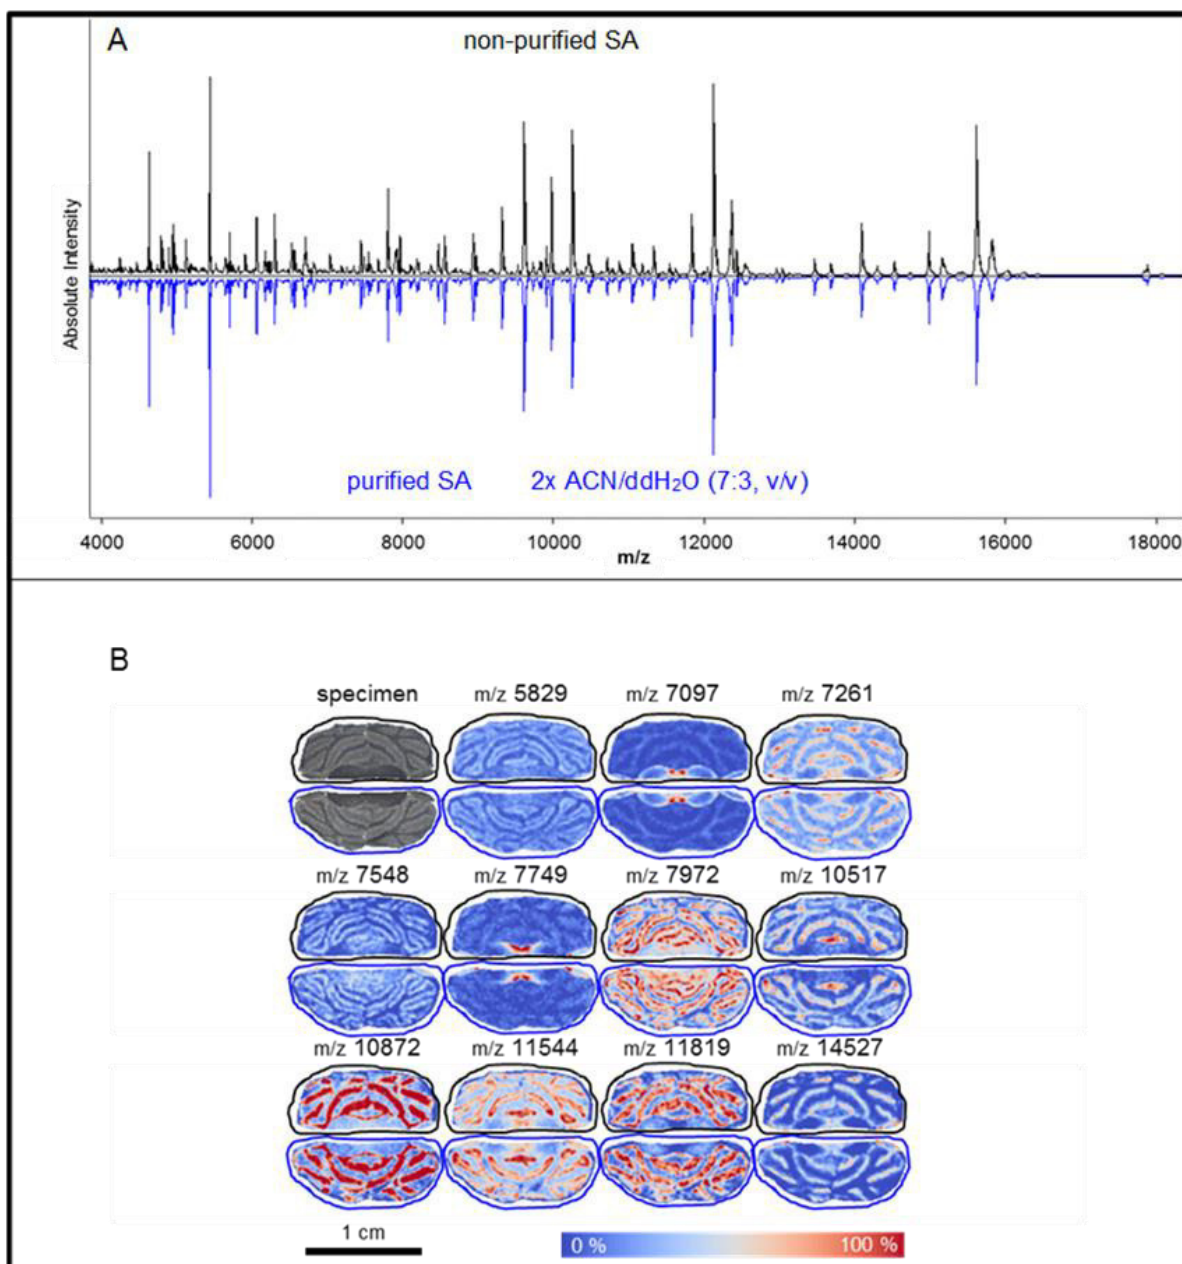 A
non-purified SA
Absolute Intensity
purified SA 2x ACN/ddH₂O (7:3, v/v)
4000 6000 8000 10000 12000 14000 16000 18000
m/z
B
specimen m/z 5829 m/z 7097 m/z 7261
m/z 7548 m/z 7749 m/z 7972 m/z 10517
m/z 10872 m/z 11544 m/z 11819 m/z 14527
1 cm
0 % 100 %